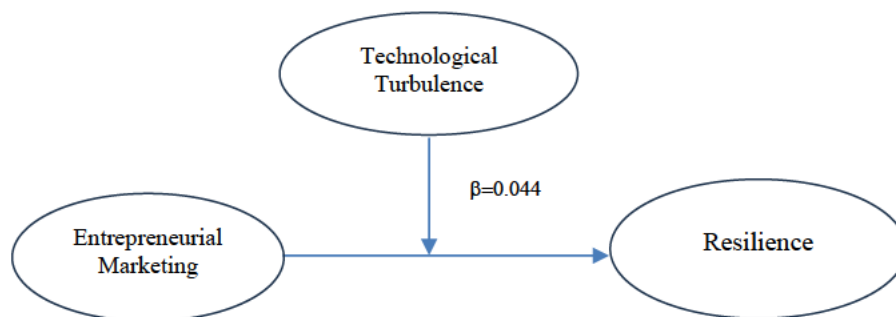 Technological
Turbulence
β=0.044
Entrepreneurial
Marketing
Resilience